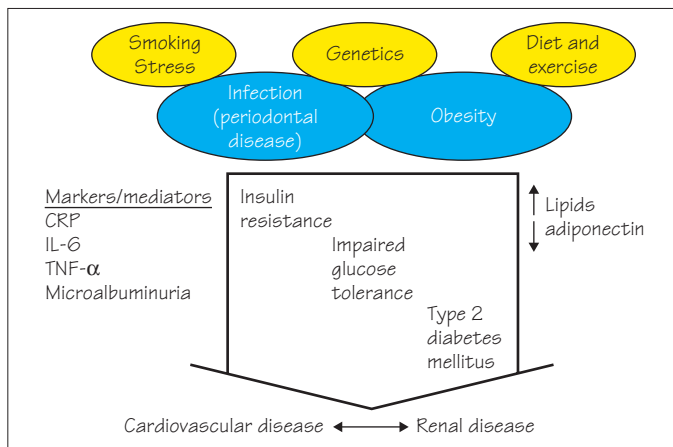 Smoking
Stress
Genetics
Diet and
exercise
Infection
(periodontal
disease)
Obesity
Markers/mediators
CRP
IL-6
TNF-α
Microalbuminuria
Insulin
resistance
Impaired
glucose
tolerance
Type 2
diabetes
mellitus
Lipids
adiponectin
Cardiovascular disease
Renal disease